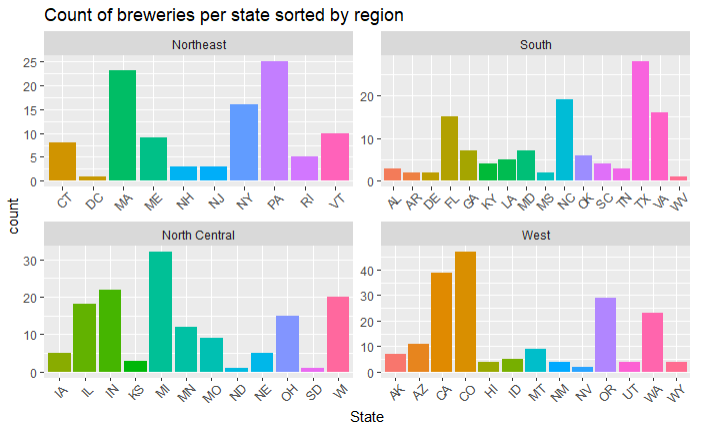 Count of breweries per state sorted by region
Northeast
25
20
15
10
5
0
CT DC MA ME NH NJ NY PA RI VT
South
20
10
0
AL AR DE FL GA KY LA MD MS NC OK SC TN TX VA WV
count
North Central
30
20
10
0
IA IL IN KS MI MN MO ND NE OH SD WI
West
40
30
20
10
0
AK AZ CA CO HI ID MT NM NV OR UT WA WY
State